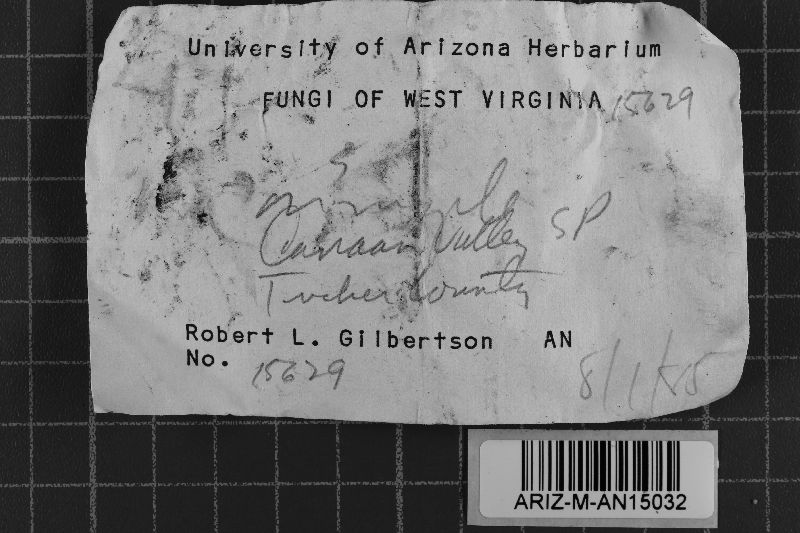 University of Arizona Herbarium
FUNGI OF WEST VIRGINIA 15629
Canaan Valley SP
Tucker County
Robert L. Gilbertson AN
No. 15629
8/1/85
ARIZ-M-AN15032